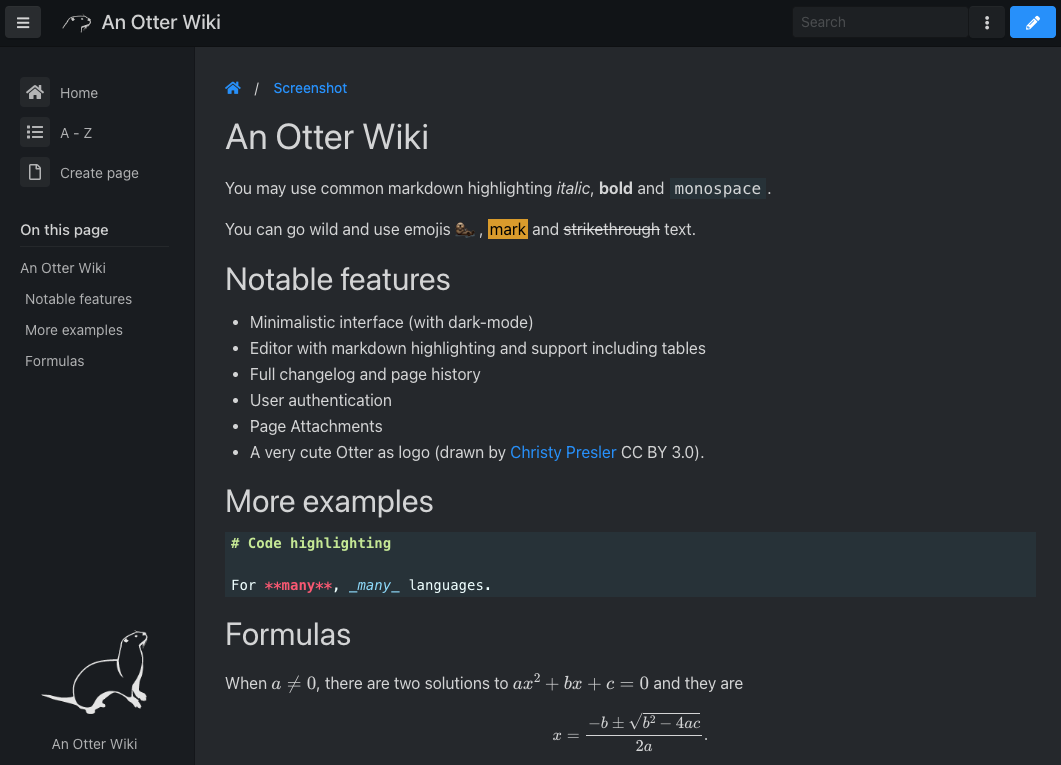 An Otter Wiki
Search
Home
A - Z
Create page
On this page
An Otter Wiki
Notable features
More examples
Formulas
An Otter Wiki
/ Screenshot
An Otter Wiki
You may use common markdown highlighting italic, bold and monospace.
You can go wild and use emojis 🦦, mark and strikethrough text.
Notable features
• Minimalistic interface (with dark-mode)
• Editor with markdown highlighting and support including tables
• Full changelog and page history
• User authentication
• Page Attachments
• A very cute Otter as logo (drawn by Christy Presler CC BY 3.0).
More examples
# Code highlighting
For **many**, _many_ languages.
Formulas
When a ≠ 0, there are two solutions to ax² + bx + c = 0 and they are
x = \frac{-b ± \sqrt{b² − 4ac}}{2a}.